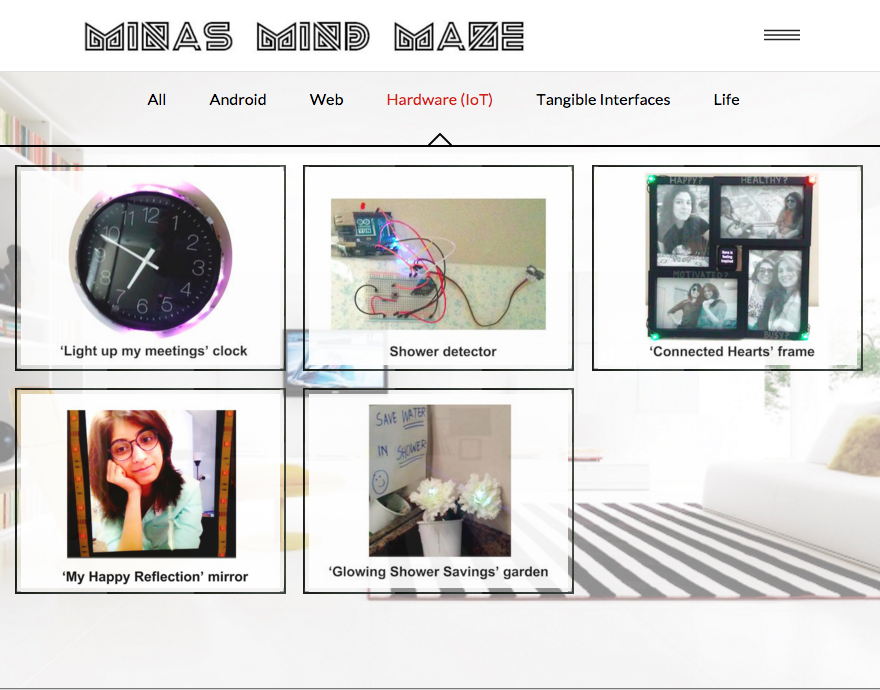 MINAS MIND MAZE
All Android Web Hardware (IoT) Tangible Interfaces Life
12
11 1
10 2
9 3
8
7 5
6
'Light up my meetings' clock
Shower detector
HAPPY? HEALTHY?
MOTIVATED?
BUSY?
'Connected Hearts' frame
'My Happy Reflection' mirror
SAVE WATER
IN SHOWER
'Glowing Shower Savings' garden